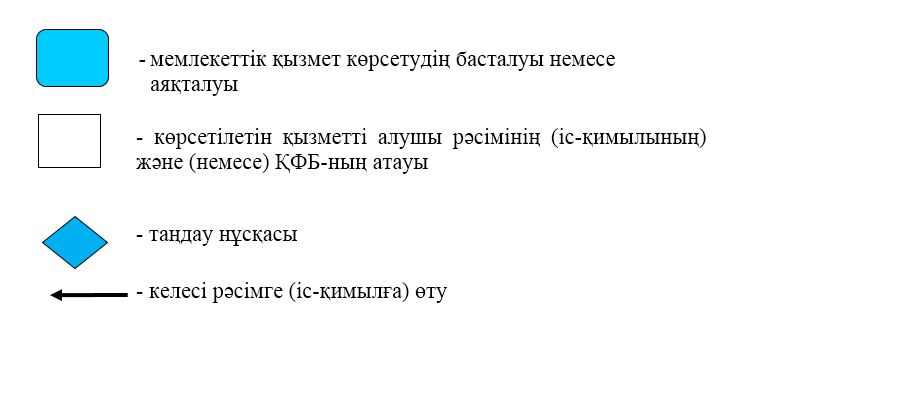 - мемлекеттік қызмет көрсетудің басталуы немесе
аяқталуы
- көрсетілетін қызметті алушы рәсімінің (іс-қимылының)
және (немесе) ҚФБ-ның атауы
- таңдау нұсқасы
- келесі рәсімге (іс-қимылға) өту